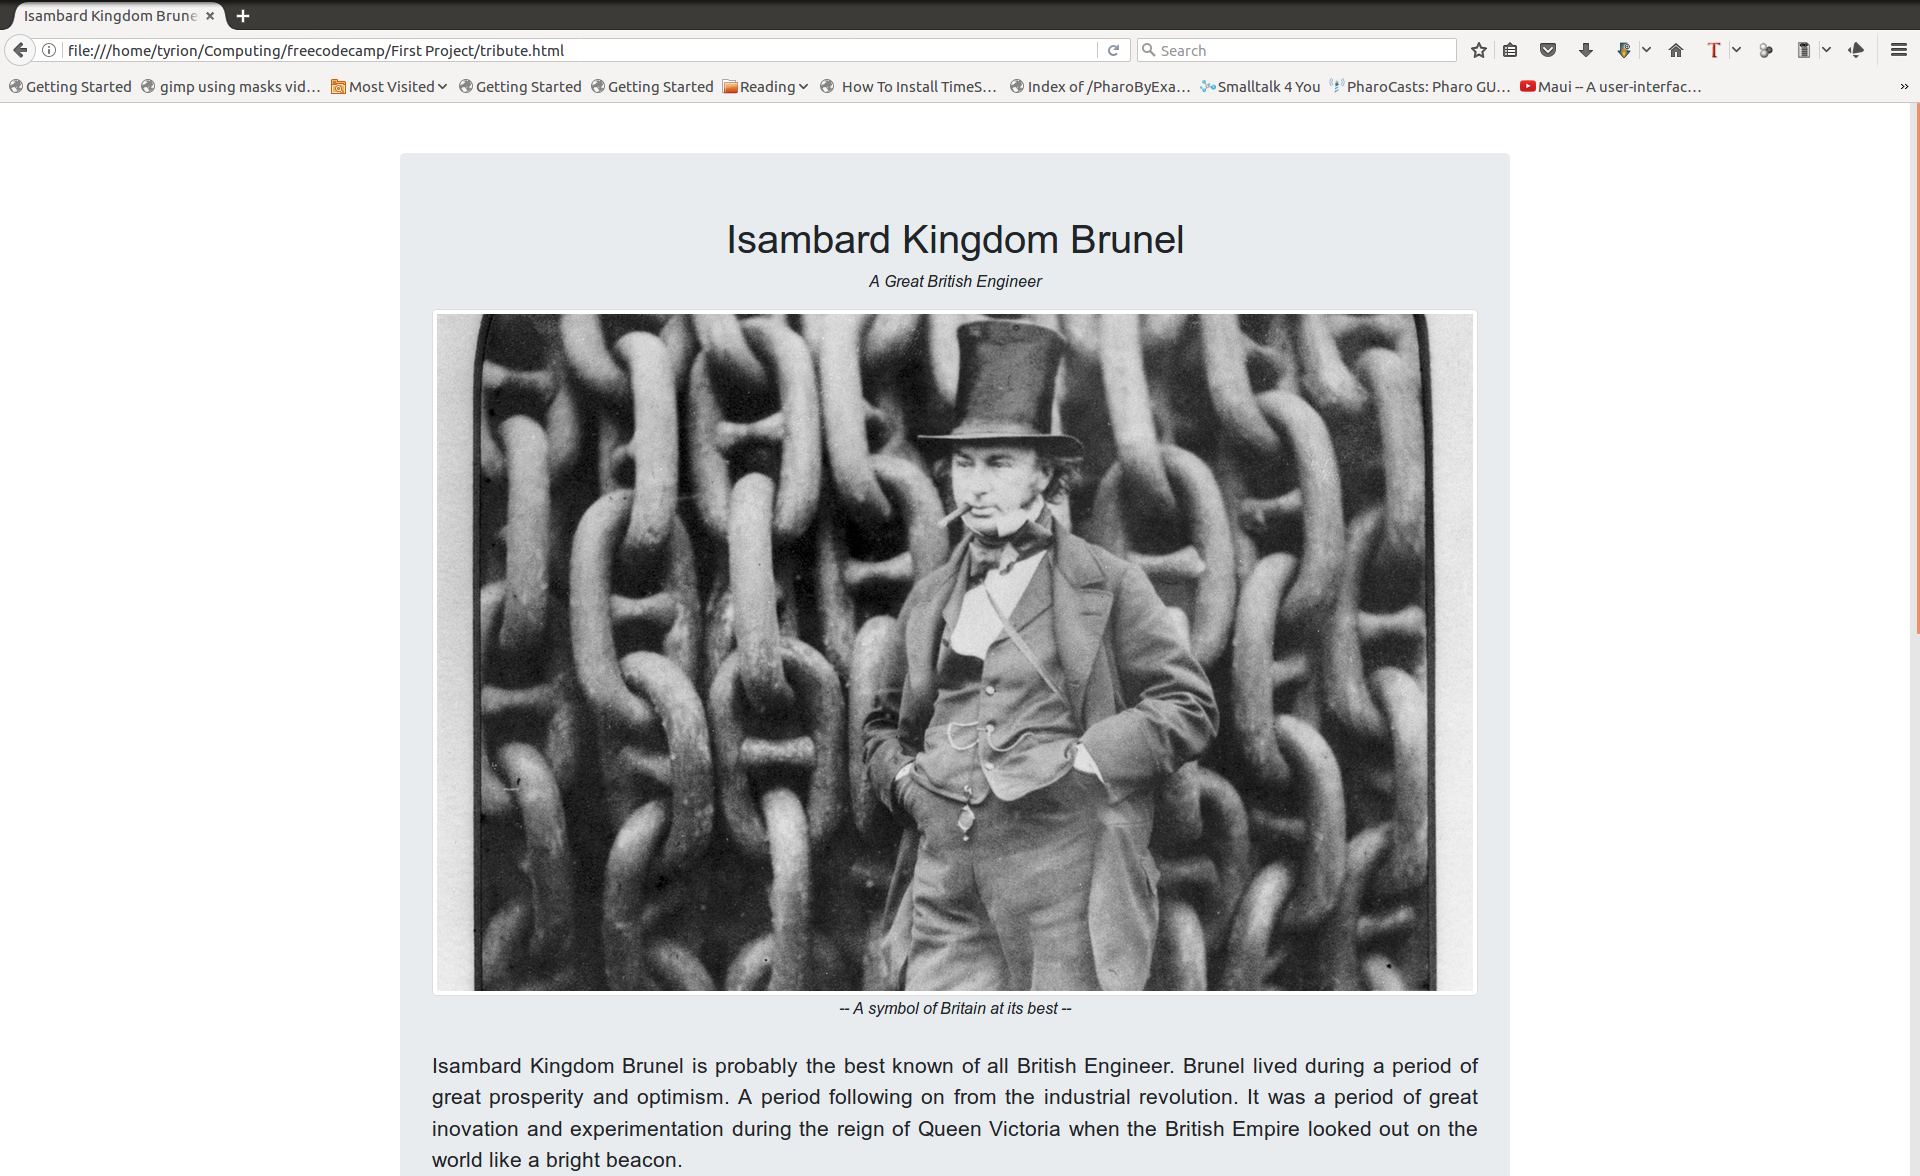 Isambard Kingdom Brune
file:///home/tyrion/Computing/freecodecamp/First Project/tribute.html
Search
Getting Started
gimp using masks vid...
Most Visited
Getting Started
Getting Started
Reading
How To Install TimeS...
Index of /PharoByExa...
Smalltalk 4 You
PharoCasts: Pharo GU...
Maui -- A user-interfac...
Isambard Kingdom Brunel
A Great British Engineer
-- A symbol of Britain at its best --
Isambard Kingdom Brunel is probably the best known of all British Engineer. Brunel lived during a period of
great prosperity and optimism. A period following on from the industrial revolution. It was a period of great
inovation and experimentation during the reign of Queen Victoria when the British Empire looked out on the
world like a bright beacon.